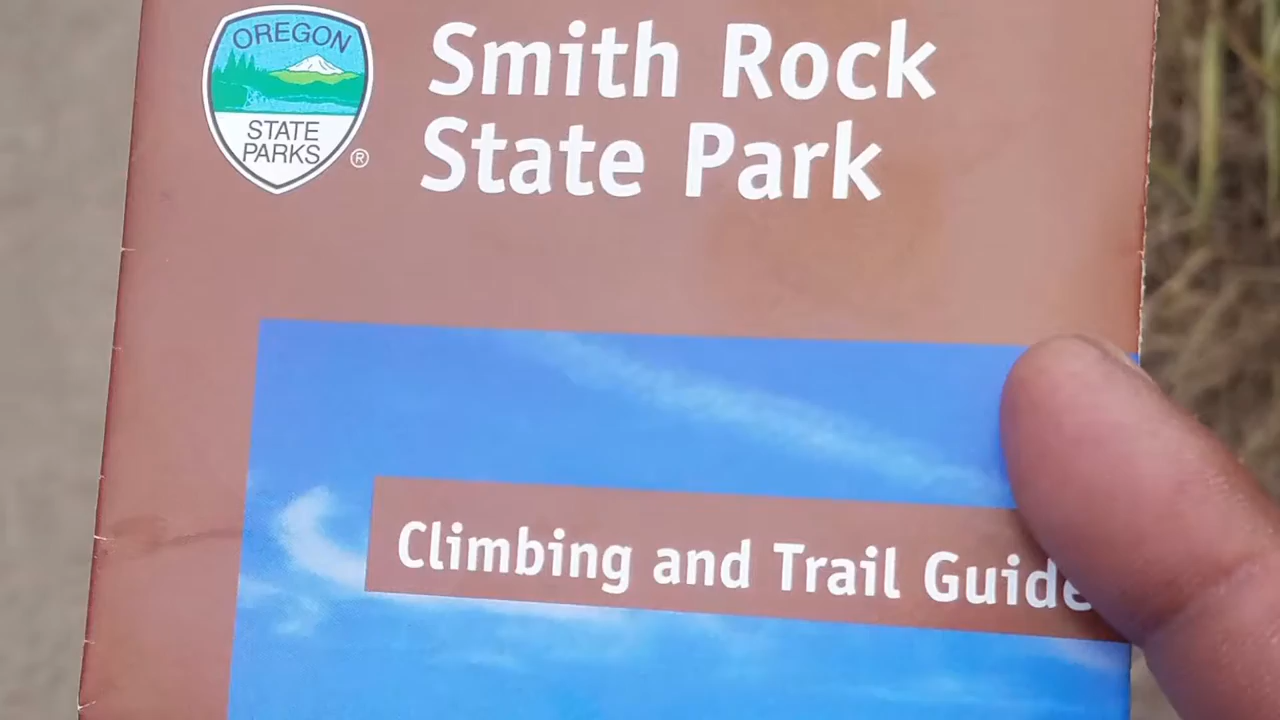 OREGON
STATE
PARKS
®
Smith Rock
State Park
Climbing and Trail Guide